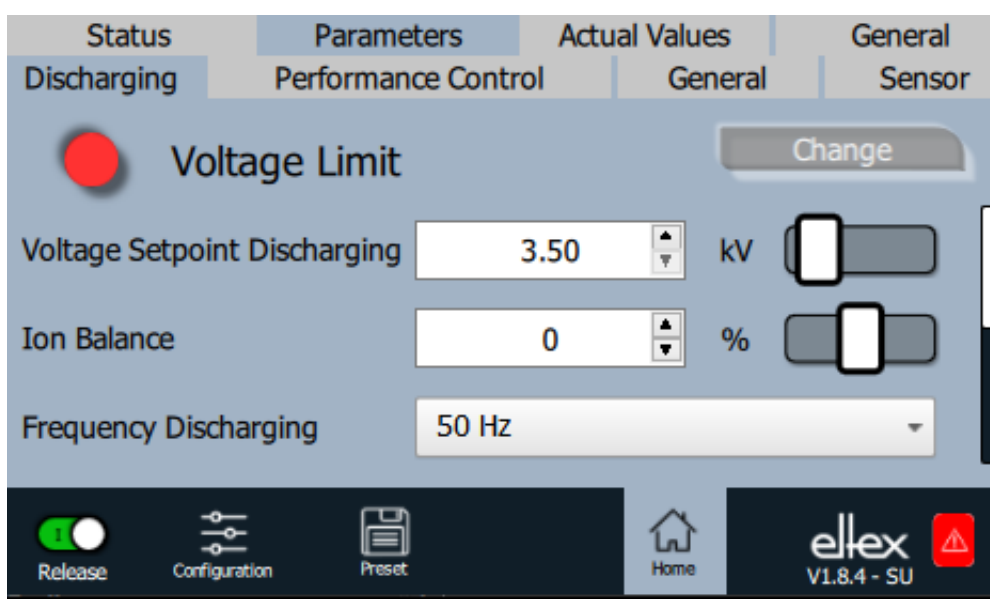 Status Parameters Actual Values General
Discharging Performance Control General Sensor
Voltage Limit Change
Voltage Setpoint Discharging 3.50 kV
Ion Balance 0 %
Frequency Discharging 50 Hz
I
Release Configuration Preset Home eltex
V1.8.4 - SU